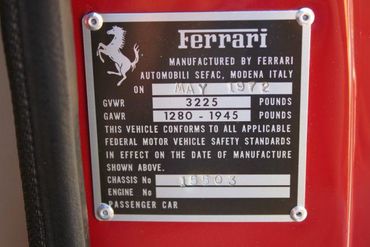 Ferrari
MANUFACTURED BY FERRARI
AUTOMOBILI SEFAC, MODENA ITALY
ON MAY 1972
GVWR 3225 POUNDS
GAWR 1280 - 1945 POUNDS
THIS VEHICLE CONFORMS TO ALL APPLICABLE
FEDERAL MOTOR VEHICLE SAFETY STANDARDS
IN EFFECT ON THE DATE OF MANUFACTURE
SHOWN ABOVE.
CHASSIS No 15503
ENGINE No
PASSENGER CAR